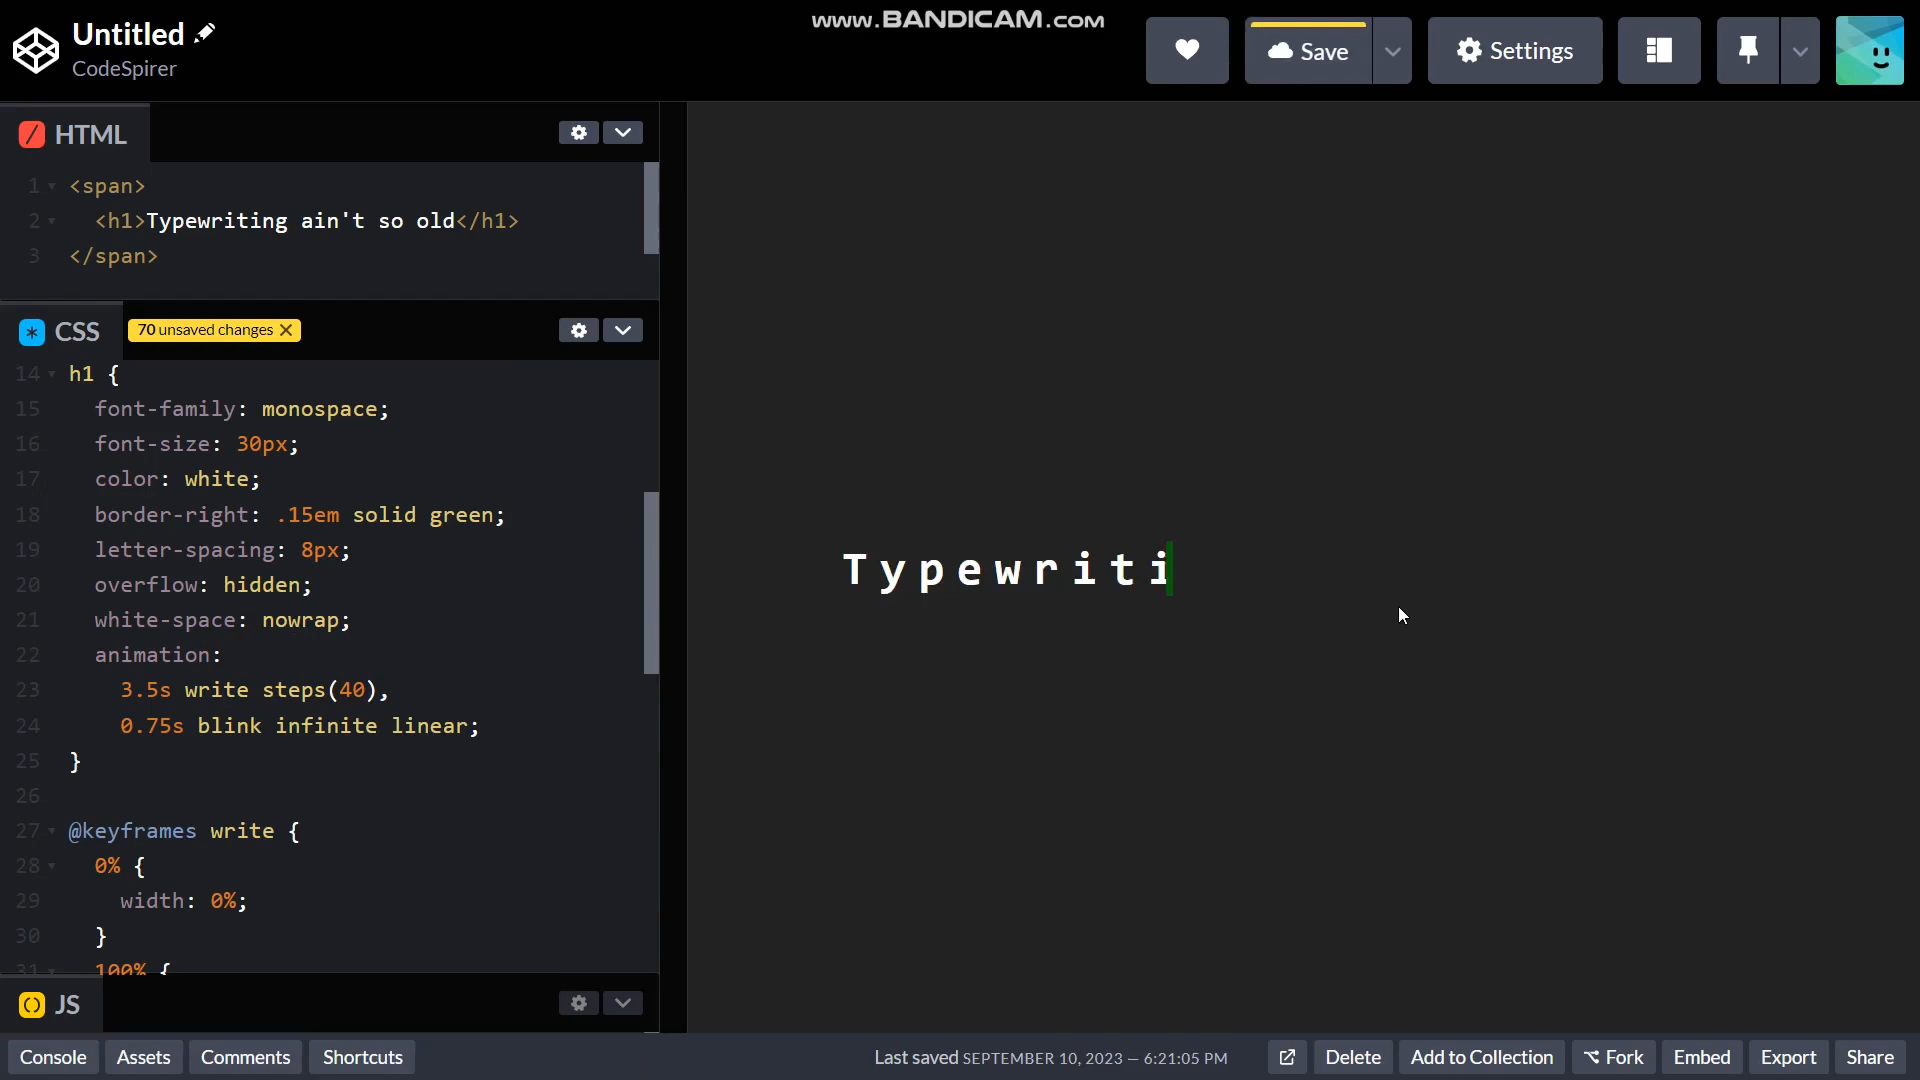 www.BANDICAM.com
Untitled
CodeSpirer
Save
Settings
HTML
1 <span>
2 <h1>Typewriting ain't so old</h1>
3 </span>
CSS
70 unsaved changes
14 h1 {
15 font-family: monospace;
16 font-size: 30px;
17 color: white;
18 border-right: .15em solid green;
19 letter-spacing: 8px;
20 overflow: hidden;
21 white-space: nowrap;
22 animation:
23 3.5s write steps(40),
24 0.75s blink infinite linear;
25 }
26
27 @keyframes write {
28 0% {
29 width: 0%;
30 }
31 100% {
JS
Typewriti
Console Assets Comments Shortcuts
Last saved SEPTEMBER 10, 2023 — 6:21:05 PM
Delete Add to Collection Fork Embed Export Share